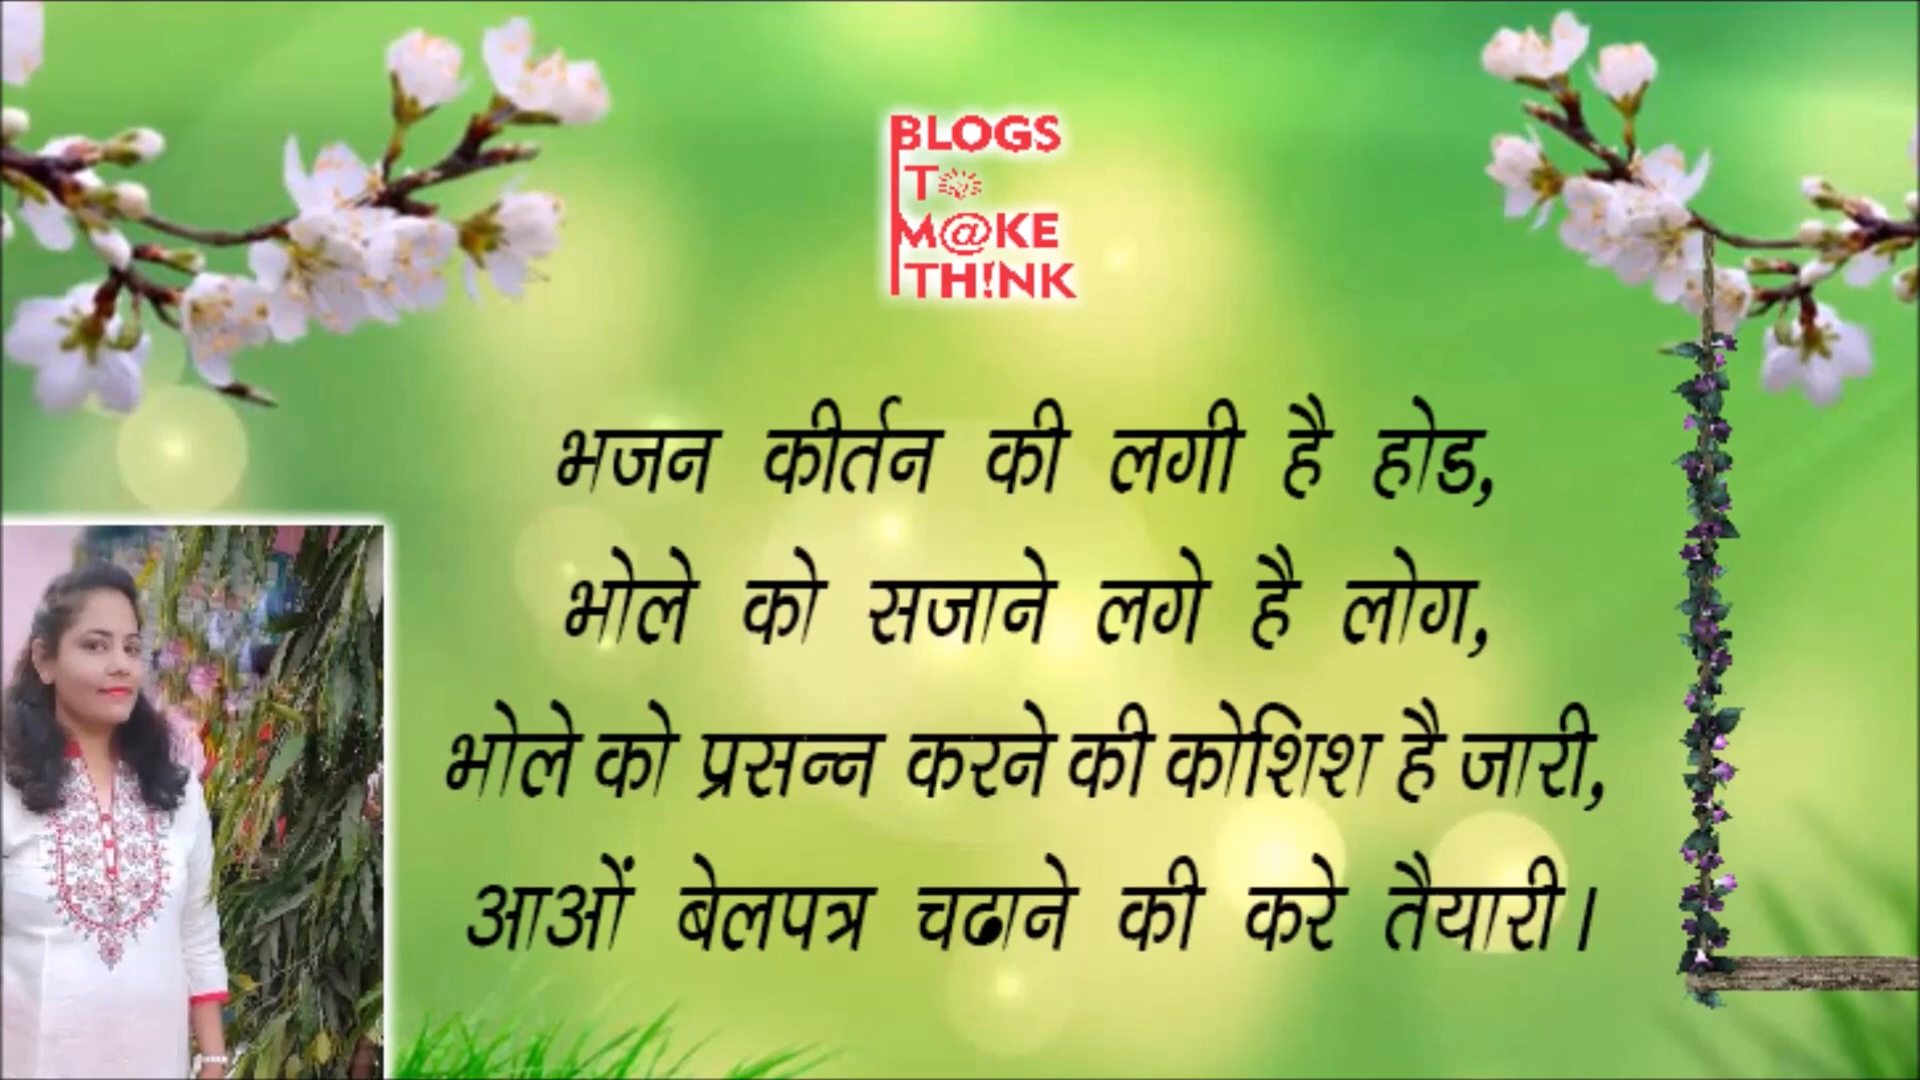 BLOGS
TO
M@KE
TH!NK
भजन कीर्तन की लगी है होड,
भोले को सजाने लगे है लोग,
भोले को प्रसन्न करने की कोशिश है जारी,
आओं बेलपत्र चढाने की करे तैयारी।